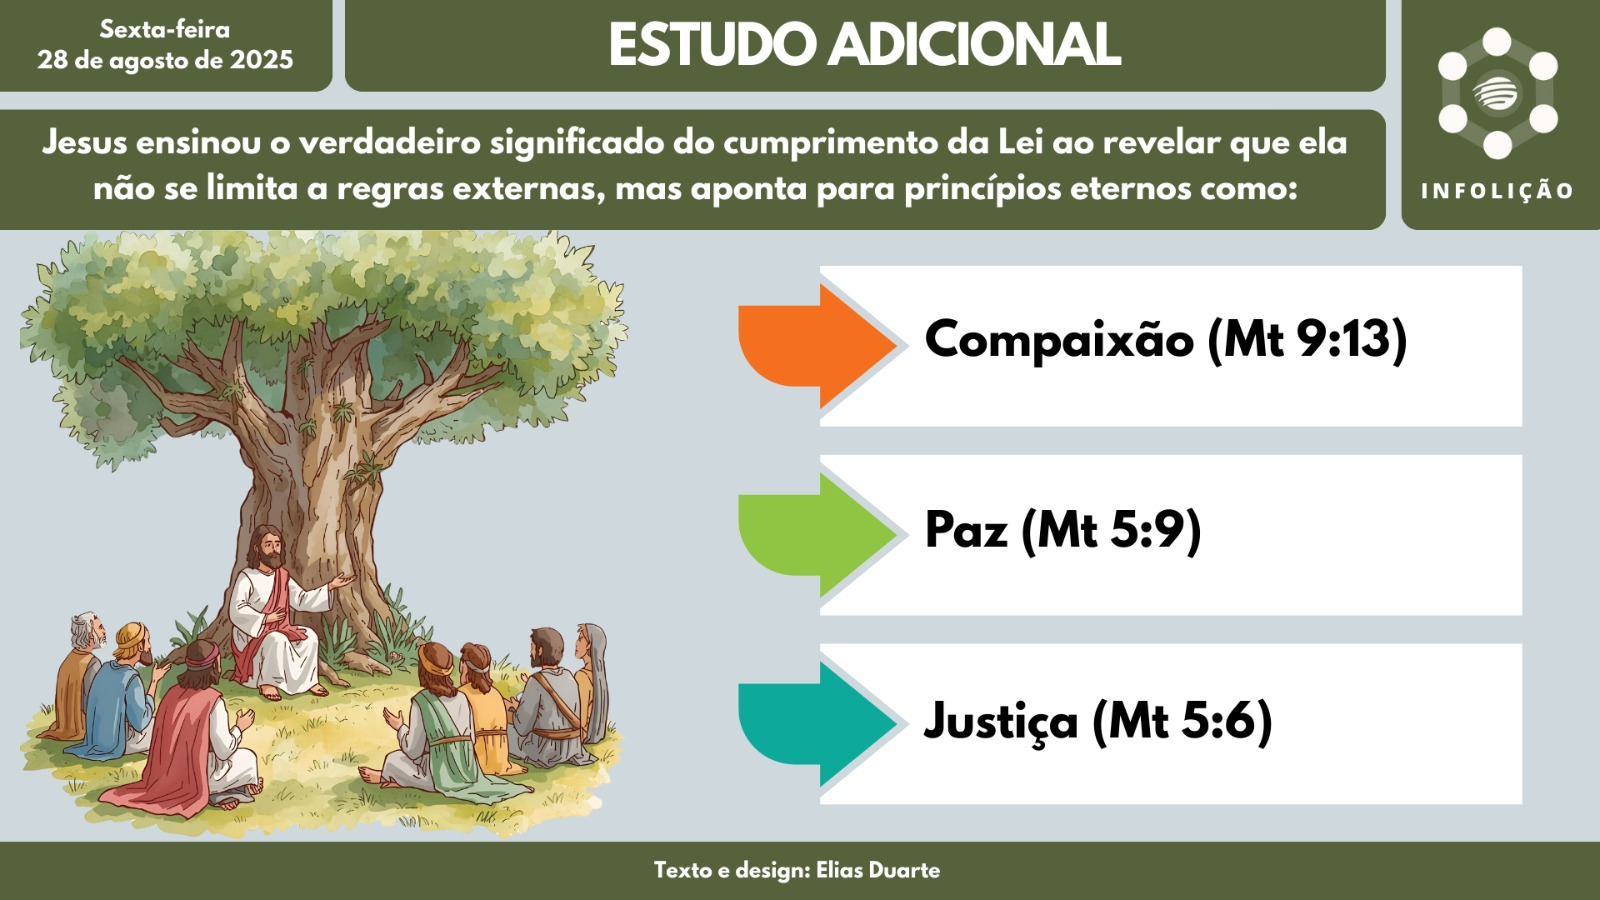 Sexta-feira
28 de agosto de 2025
ESTUDO ADICIONAL
INFOLIÇÃO
Jesus ensinou o verdadeiro significado do cumprimento da Lei ao revelar que ela
não se limita a regras externas, mas aponta para princípios eternos como:
Compaixão (Mt 9:13)
Paz (Mt 5:9)
Justiça (Mt 5:6)
Texto e design: Elias Duarte